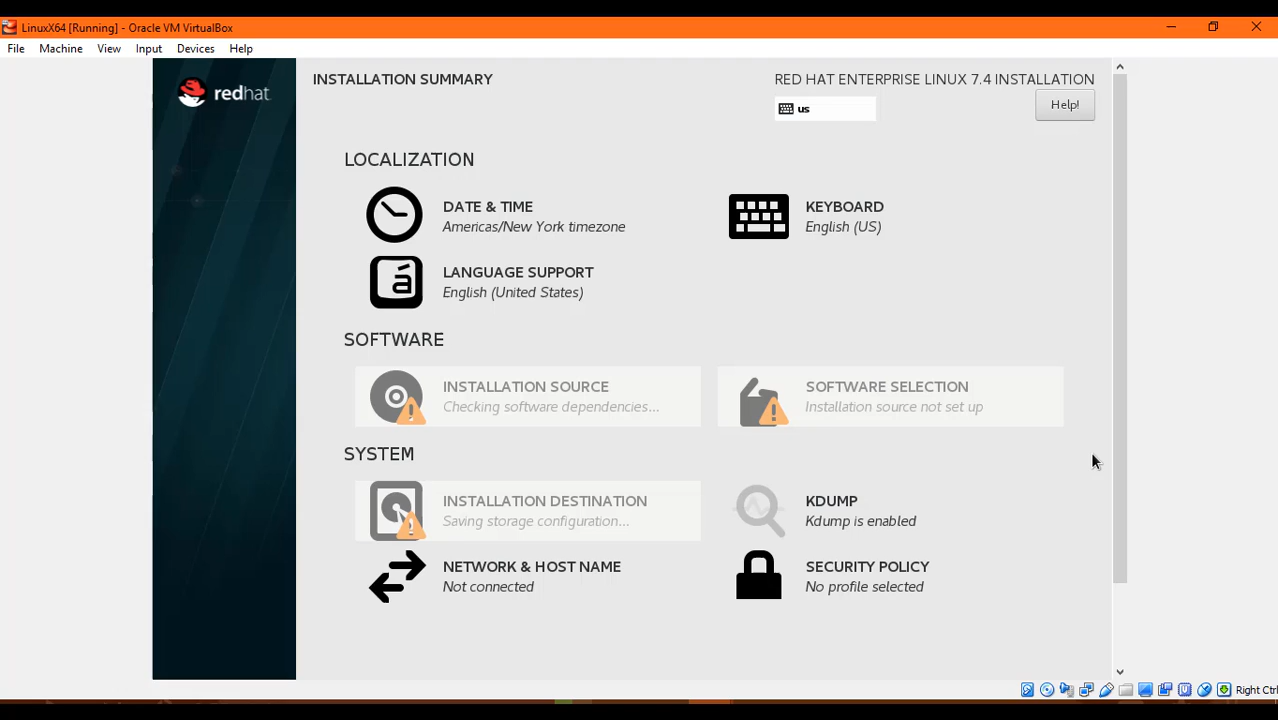 LinuxX64 [Running] - Oracle VM VirtualBox
File Machine View Input Devices Help
redhat
INSTALLATION SUMMARY
RED HAT ENTERPRISE LINUX 7.4 INSTALLATION
us
Help!
LOCALIZATION
DATE & TIME
Americas/New York timezone
KEYBOARD
English (US)
á
LANGUAGE SUPPORT
English (United States)
SOFTWARE
INSTALLATION SOURCE
Checking software dependencies...
SOFTWARE SELECTION
Installation source not set up
SYSTEM
INSTALLATION DESTINATION
Saving storage configuration...
KDUMP
Kdump is enabled
NETWORK & HOST NAME
Not connected
SECURITY POLICY
No profile selected
Right Ctrl